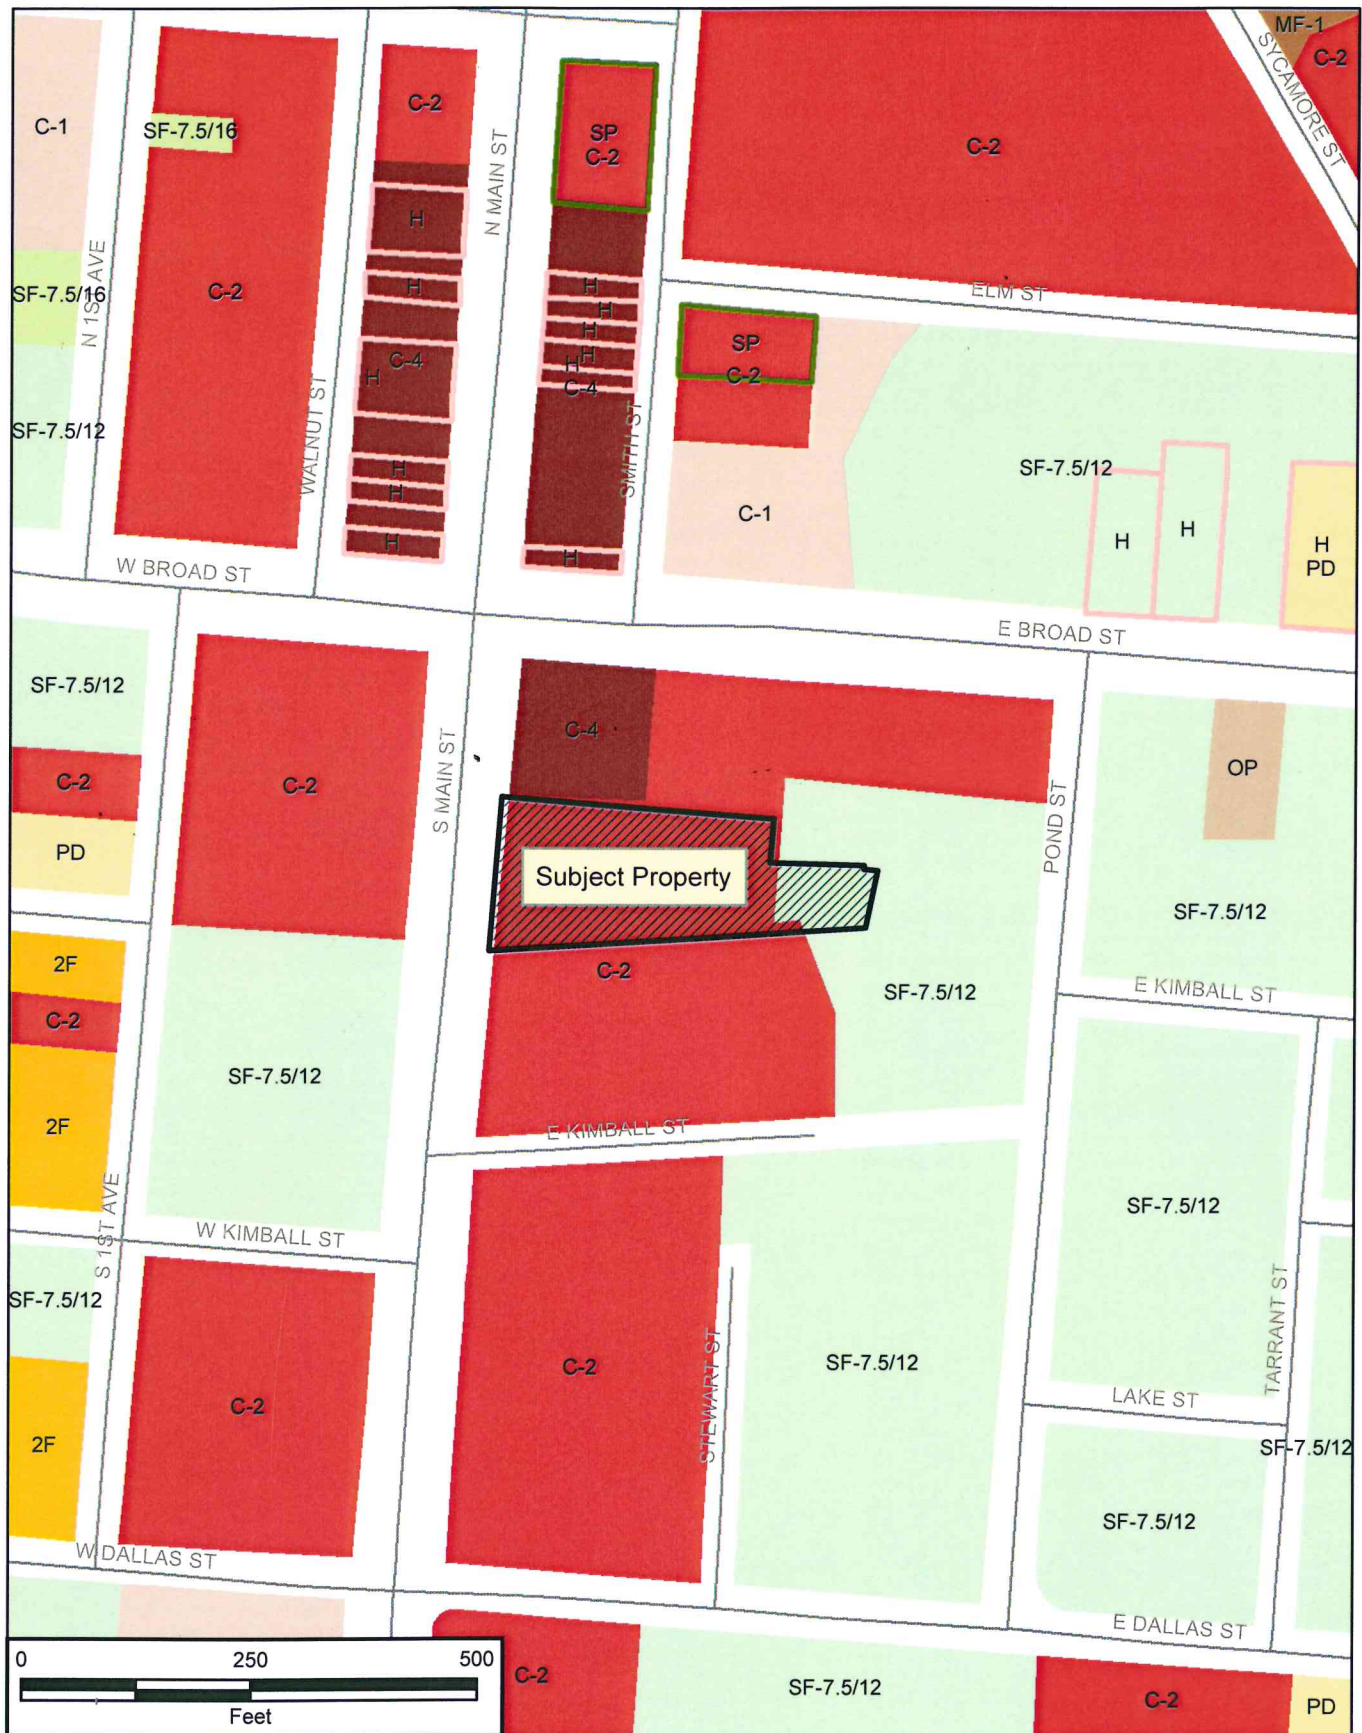 MF-1
C-2
SYCAMORE ST
C-1
SF-7.5/16
C-2
N MAIN ST
SP
C-2
C-2
H
N 1ST AVE
SF-7.5/16
C-2
H
H
H
H
H
H
C-4
ELM ST
SP
C-2
C-4
H
WALNUT ST
SMITH ST
SF-7.5/12
H
H
H
H
C-1
SF-7.5/12
H
H
H
PD
W BROAD ST
E BROAD ST
SF-7.5/12
C-2
PD
C-2
S MAIN ST
C-4
Subject Property
POND ST
OP
SF-7.5/12
2F
C-2
2F
SF-7.5/12
C-2
SF-7.5/12
E KIMBALL ST
E KIMBALL ST
S 1ST AVE
W KIMBALL ST
SF-7.5/12
SF-7.5/12
2F
C-2
C-2
STEWART ST
SF-7.5/12
TARRANT ST
LAKE ST
SF-7.5/12
SF-7.5/12
W DALLAS ST
E DALLAS ST
0 250 500
Feet
C-2
SF-7.5/12
C-2
PD